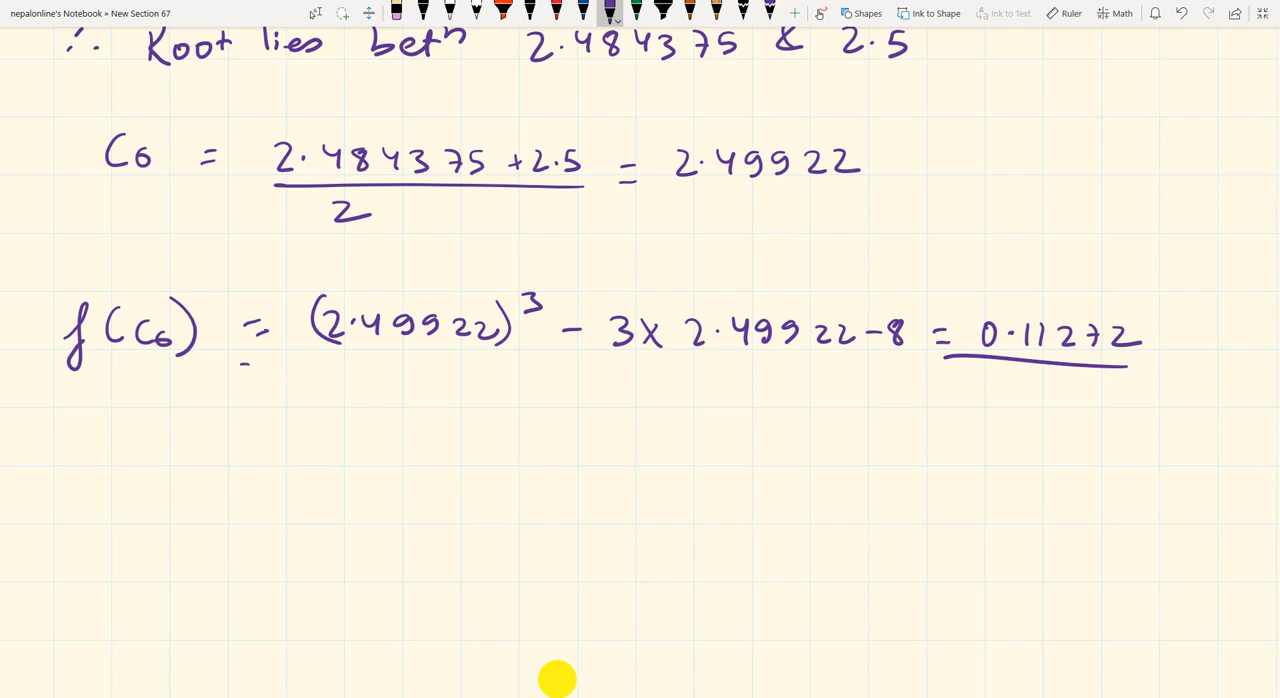 nepalonline's Notebook » New Section 67
Shapes Ink to Shape Ink to Text Ruler Math
∴ Root lies betⁿ 2.484375 & 2.5
C6 = 2.484375 + 2.5 = 2.49922
2
f(C6) = (2.49922)³ - 3 x 2.49922 - 8 = 0.11272